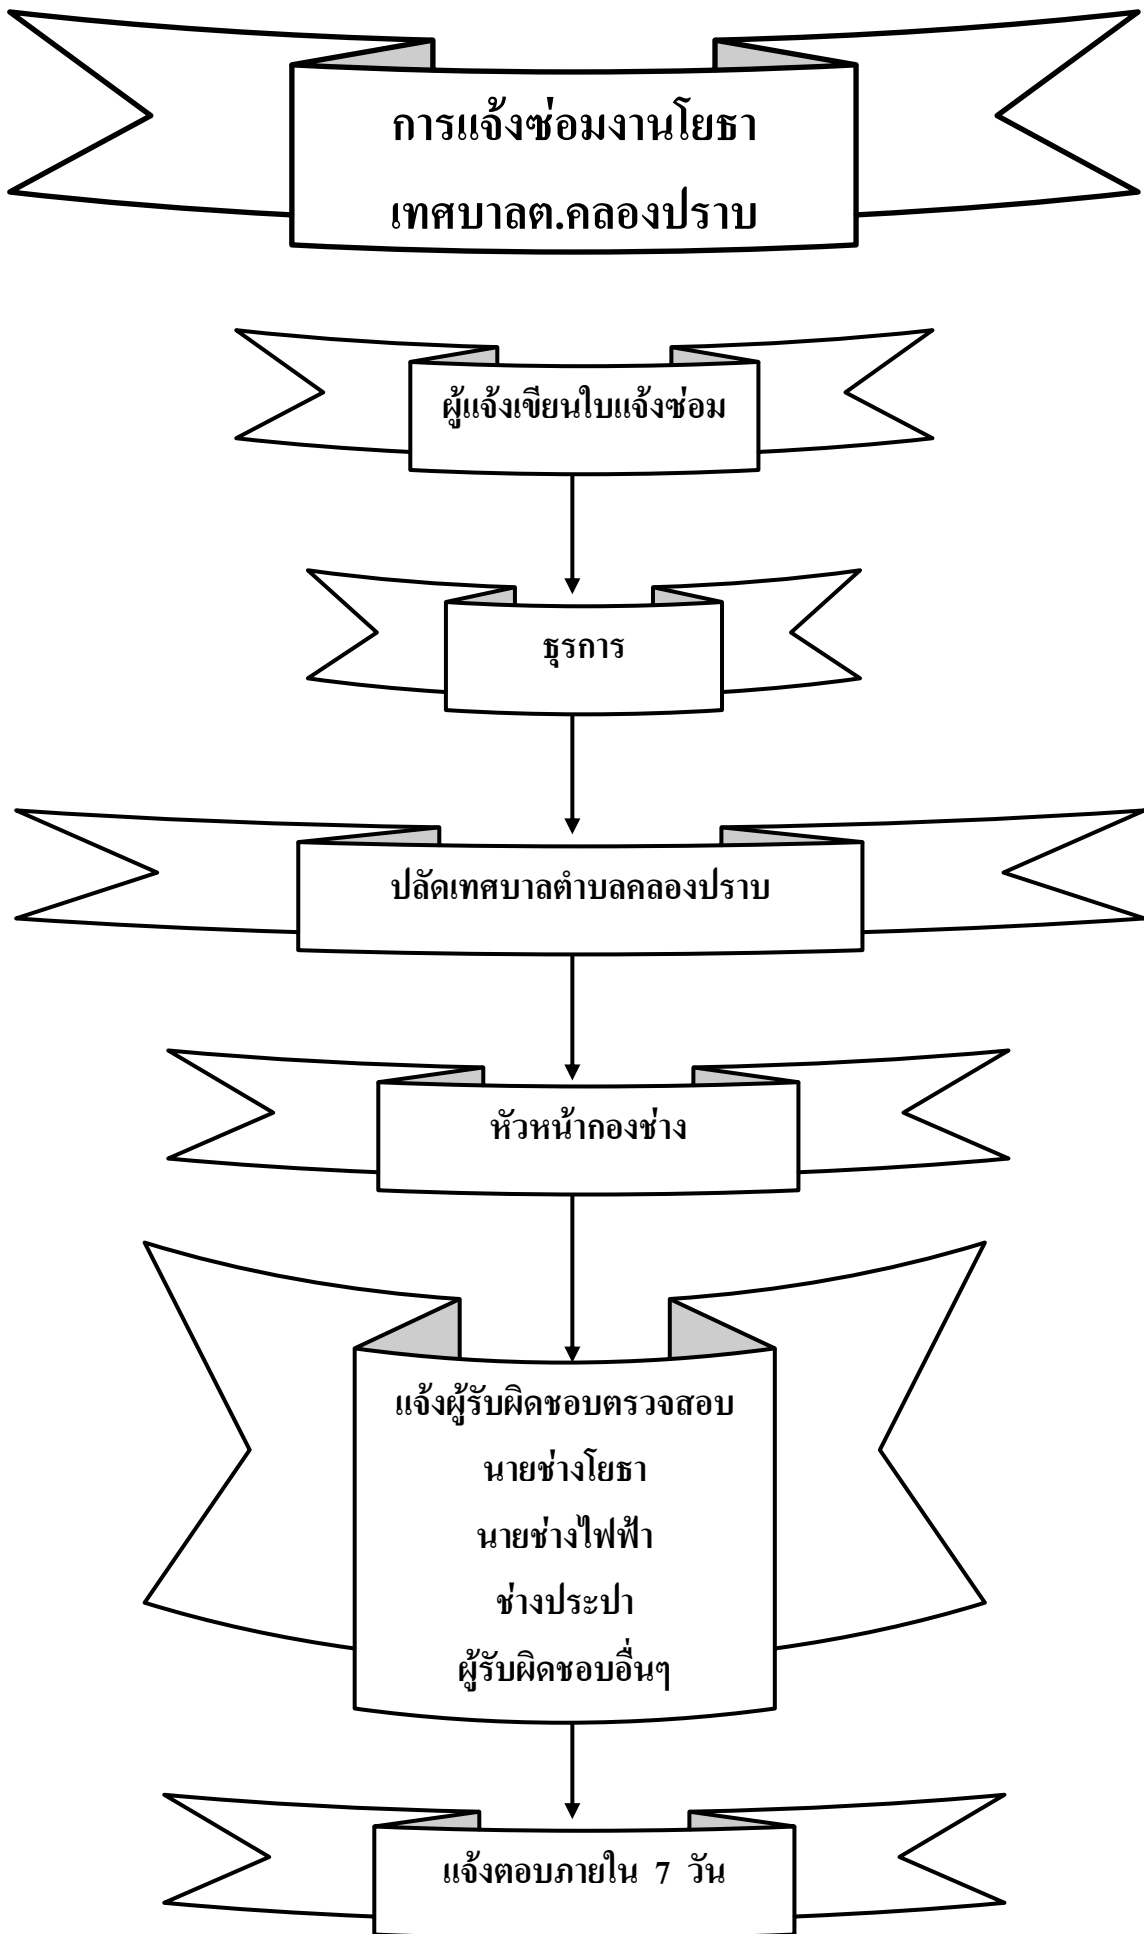 การแจ้งซ่อมงานโยธา
เทศบาลต.คลองปราบ
ผู้แจ้งเขียนใบแจ้งซ่อม
ธุรการ
ปลัดเทศบาลตำบลคลองปราบ
หัวหน้ากองช่าง
แจ้งผู้รับผิดชอบตรวจสอบ
นายช่างโยธา
นายช่างไฟฟ้า
ช่างประปา
ผู้รับผิดชอบอื่นๆ
แจ้งตอบภายใน 7 วัน